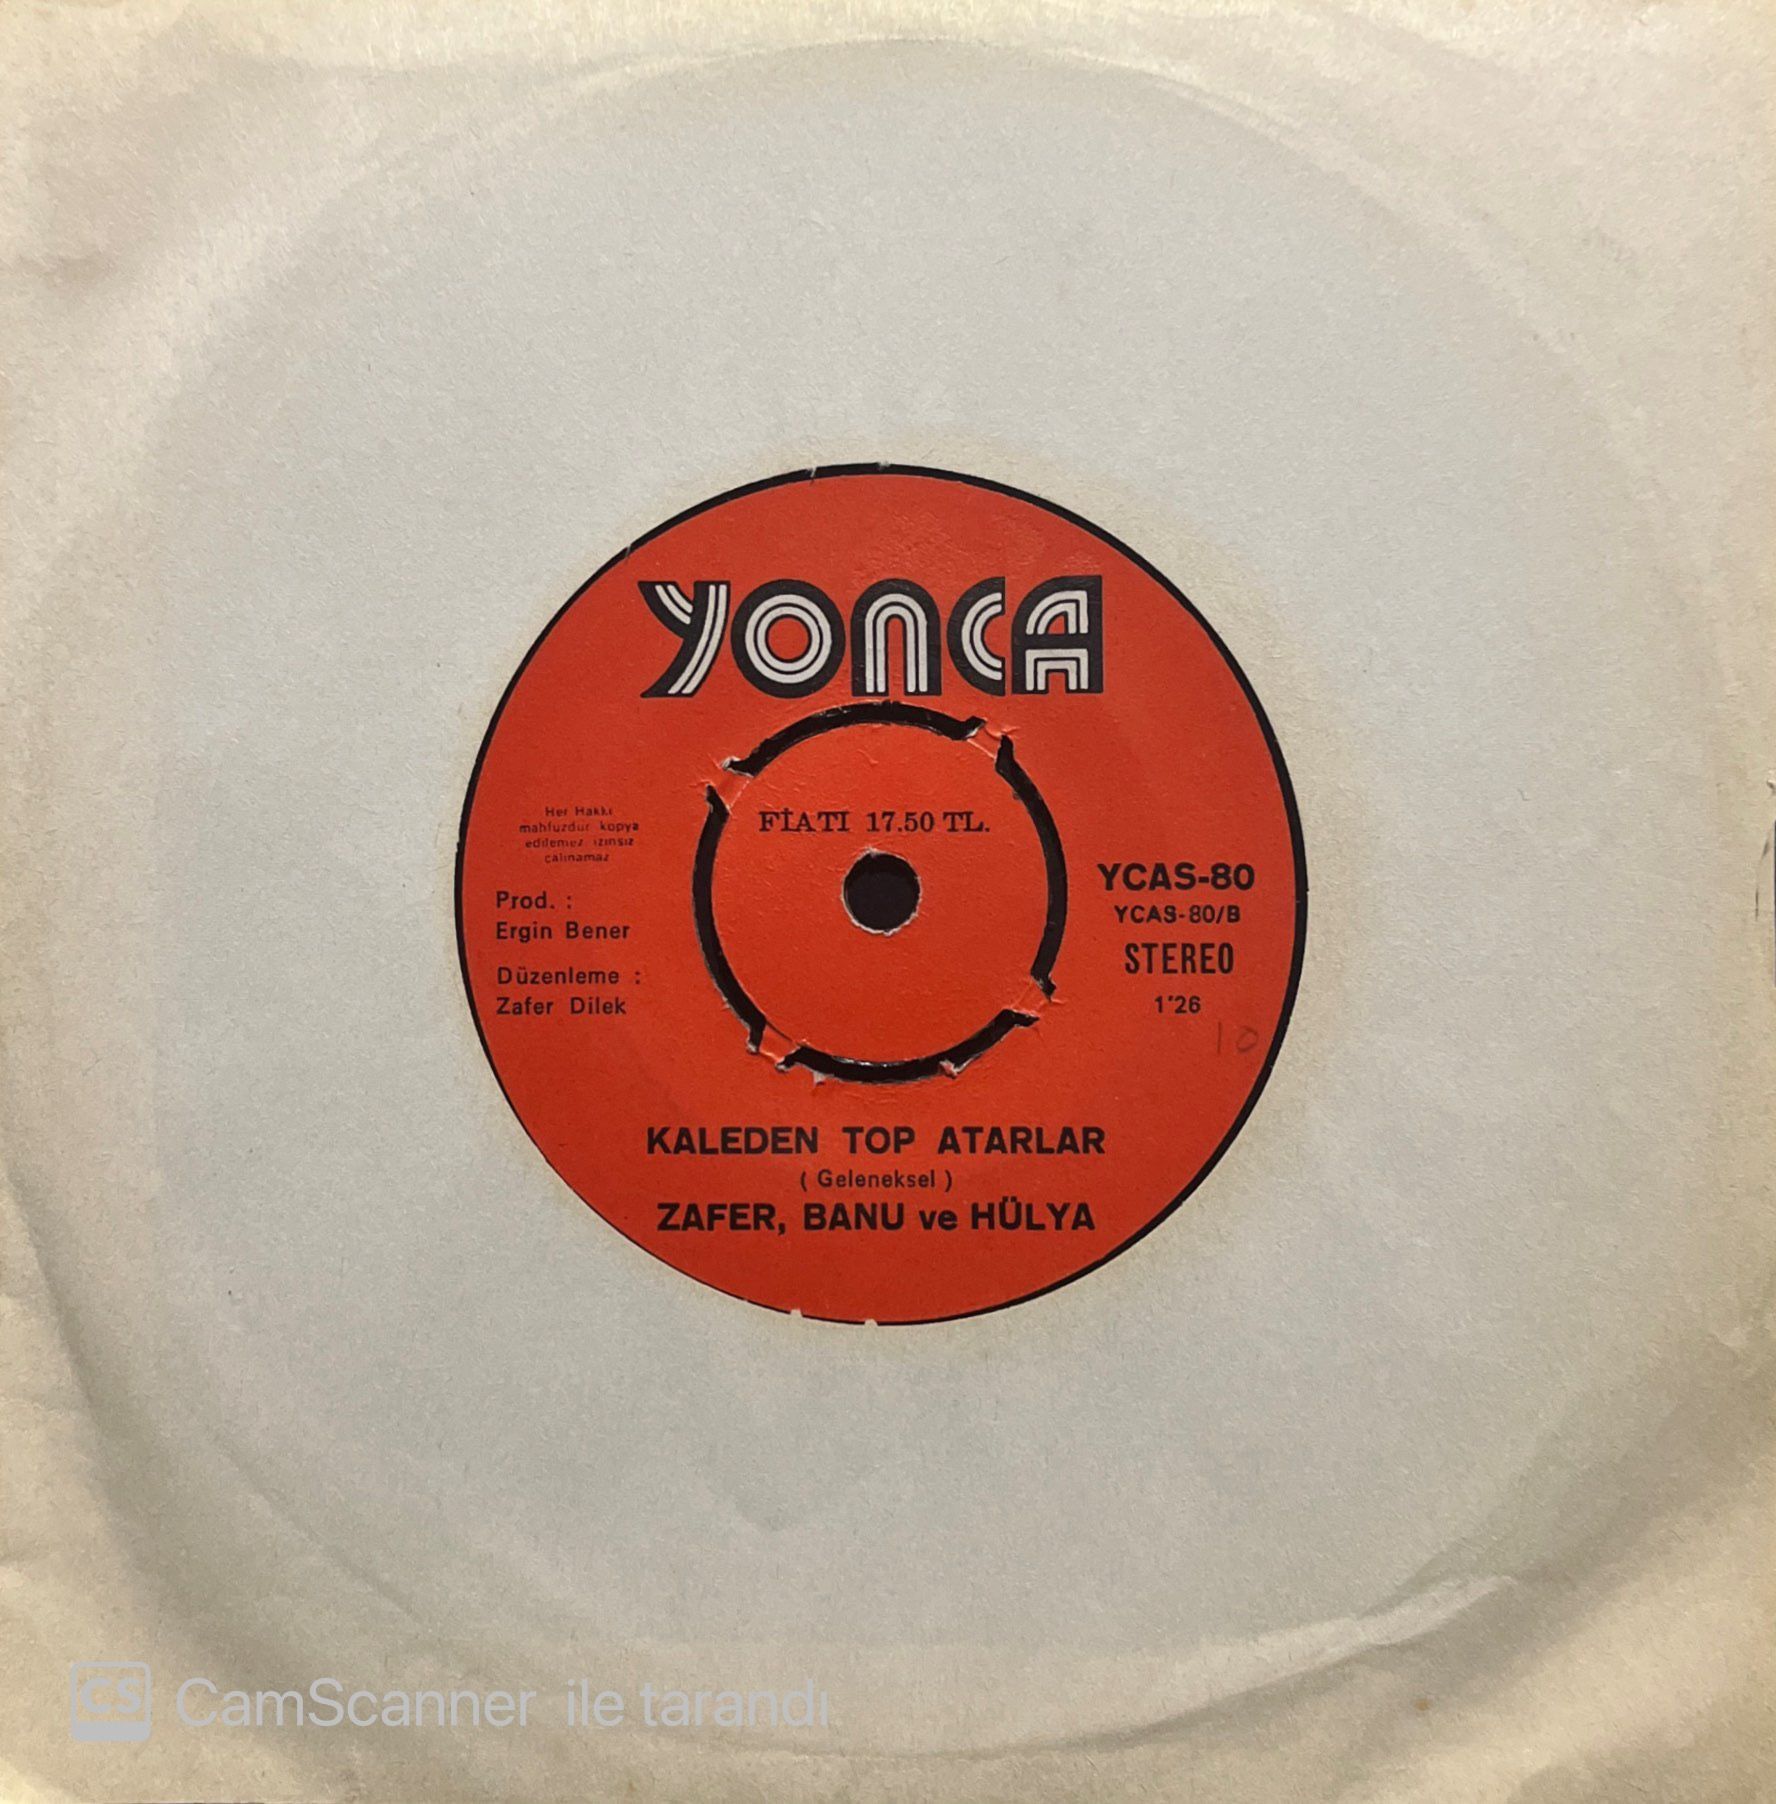 YONCA
FİATI 17.50 TL.
Her Hakkı
mahfuzdur kopya
edilemez izinsiz
çalınamaz
Prod. :
Ergin Bener
Düzenleme :
Zafer Dilek
YCAS-80
YCAS-80/B
STEREO
1'26
10
KALEDEN TOP ATARLAR
( Geleneksel )
ZAFER, BANU ve HÜLYA
CS CamScanner ile tarandı